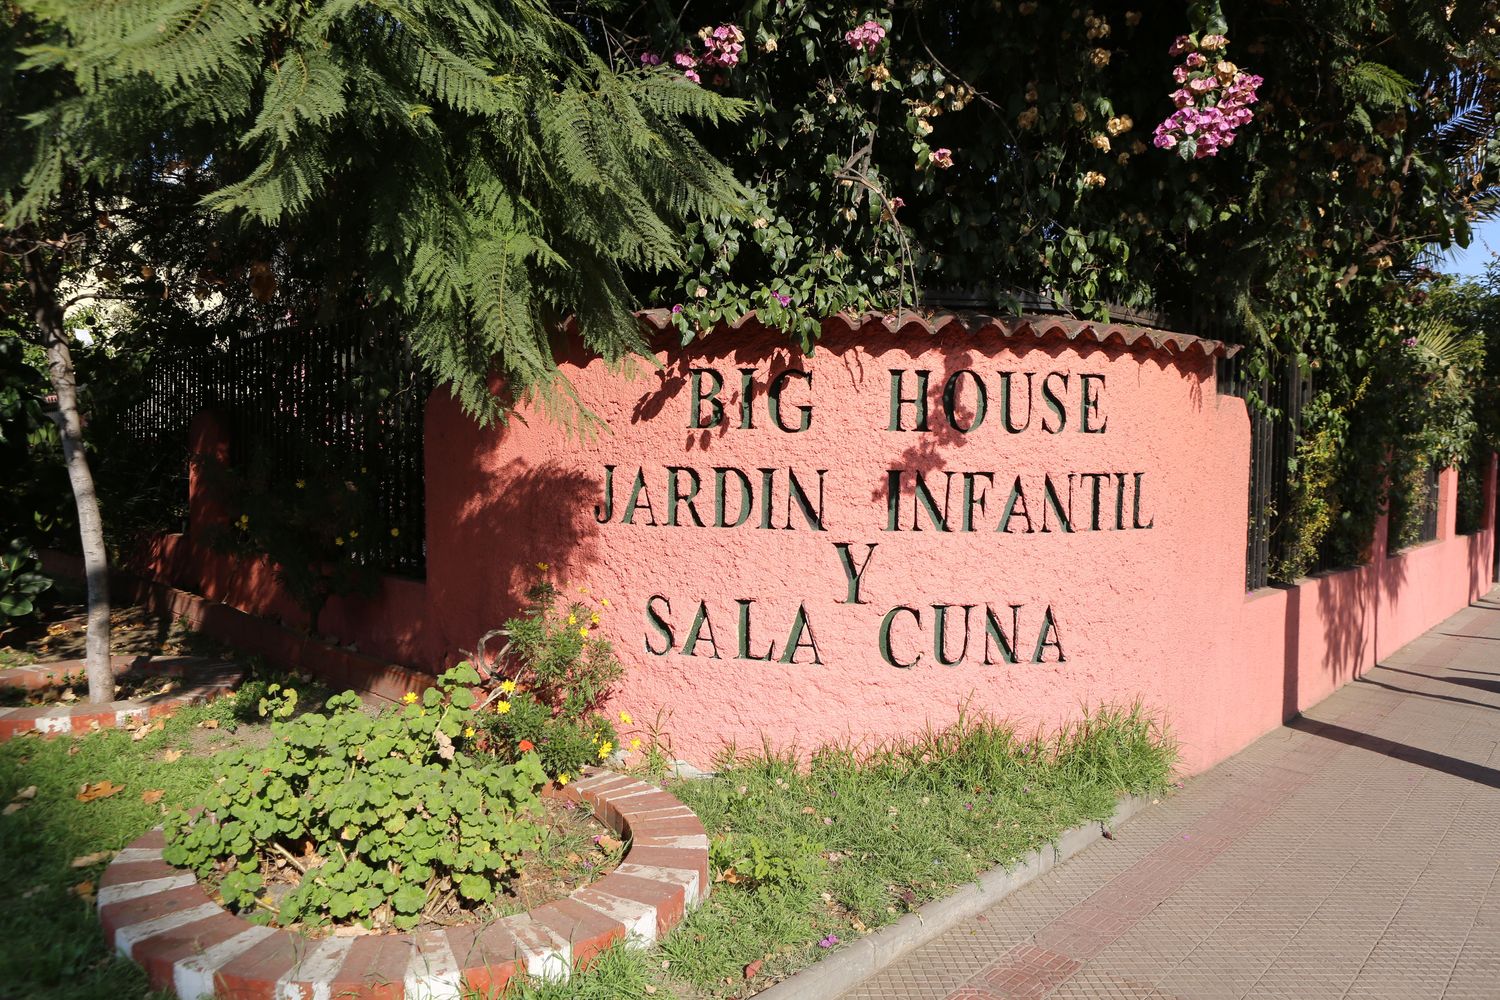 BIG HOUSE
JARDIN INFANTIL
Y
SALA CUNA